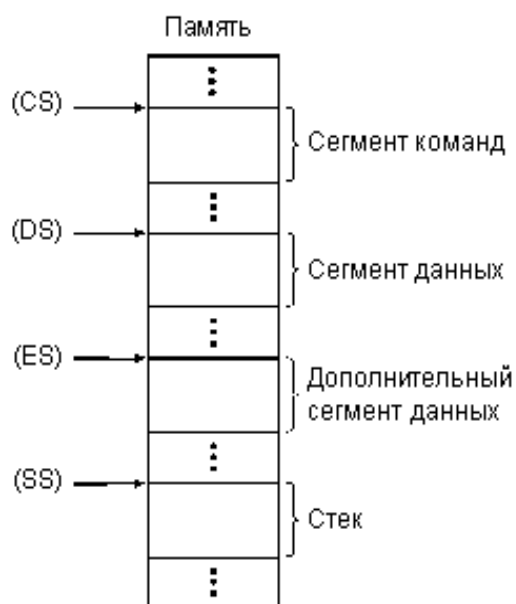 Память
(CS)
Сегмент команд
(DS)
Сегмент данных
(ES)
Дополнительный
сегмент данных
(SS)
Стек